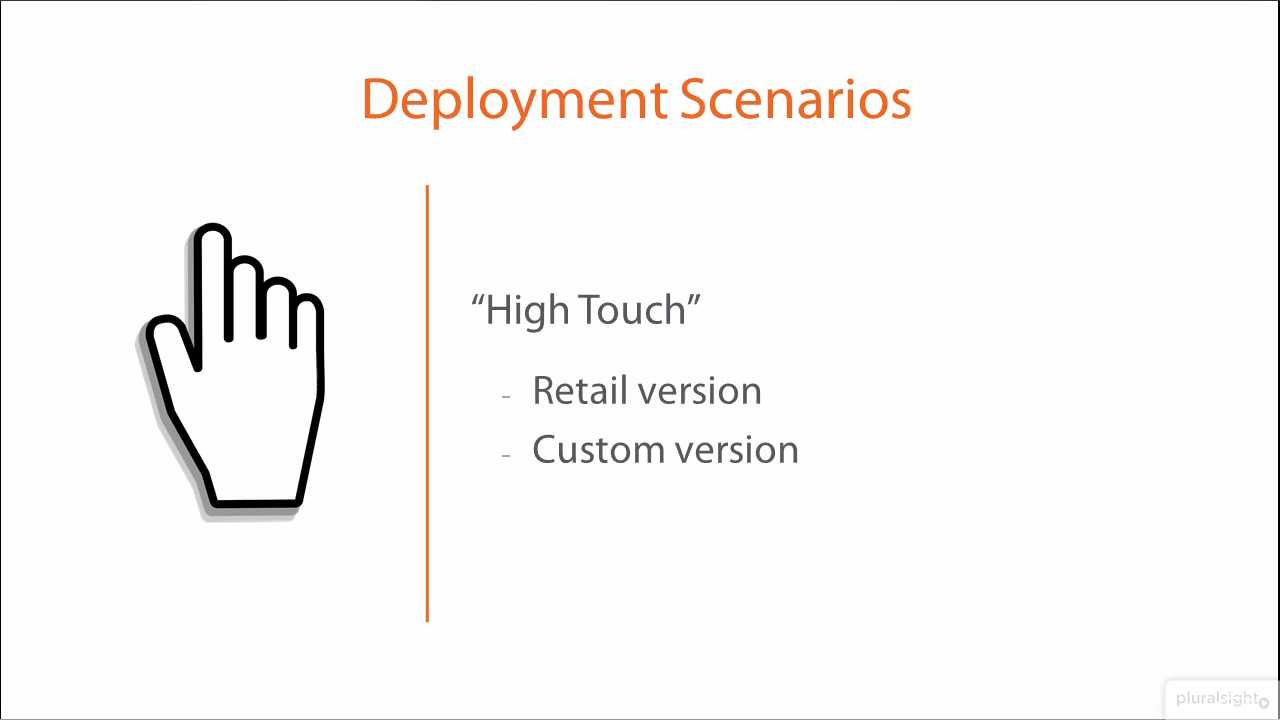 Deployment Scenarios
“High Touch”
- Retail version
- Custom version
pluralsight